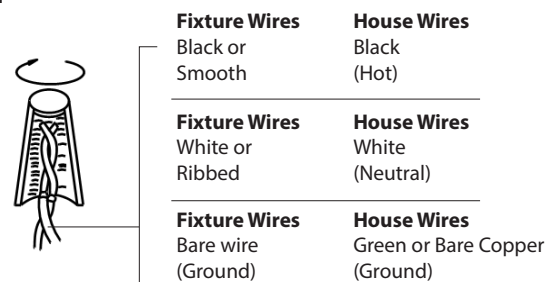 Fixture Wires House Wires
Black or Black
Smooth (Hot)
Fixture Wires House Wires
White or White
Ribbed (Neutral)
Fixture Wires House Wires
Bare wire Green or Bare Copper
(Ground) (Ground)